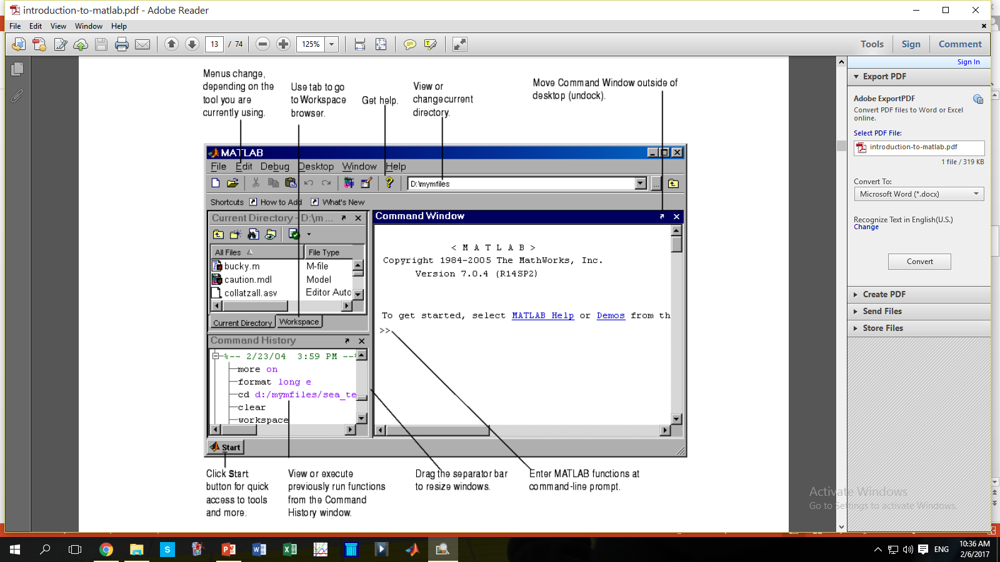 introduction-to-matlab.pdf - Adobe Reader
File Edit View Window Help
13 / 74
125%
Tools Sign Comment
Sign In
Export PDF
Adobe ExportPDF
Convert PDF files to Word or Excel
online.
Select PDF File:
introduction-to-matlab.pdf
1 file / 319 KB
Convert To:
Microsoft Word (*.docx)
Recognize Text in English(U.S.)
Change
Convert
Create PDF
Send Files
Store Files
Menus change,
depending on the
tool you are
currently using.
Use tab to go
to Workspace
browser.
Get help.
View or
change current
directory.
Move Command Window outside of
desktop (undock).
MATLAB
File Edit Debug Desktop Window Help
D:\mymfiles
...
Shortcuts How to Add What's New
Current Directory - D:\m ...
All Files File Type
bucky.m M-file
caution.mdl Model
collatzall.asv Editor Auto
Current Directory Workspace
Command History
%-- 2/23/04 3:59 PM --%
more on
format long e
cd d:/mymfiles/sea_te
clear
workspace
Start
Command Window
< M A T L A B >
Copyright 1984-2005 The MathWorks, Inc.
Version 7.0.4 (R14SP2)
To get started, select MATLAB Help or Demos from th
>>
Click Start
button for quick
access to tools
and more.
View or execute
previously run functions
from the Command
History window.
Drag the separator bar
to resize windows.
Enter MATLAB functions at
command-line prompt.
Activate Windows
Go to Settings to activate Windows.
ENG
10:36 AM
2/6/2017